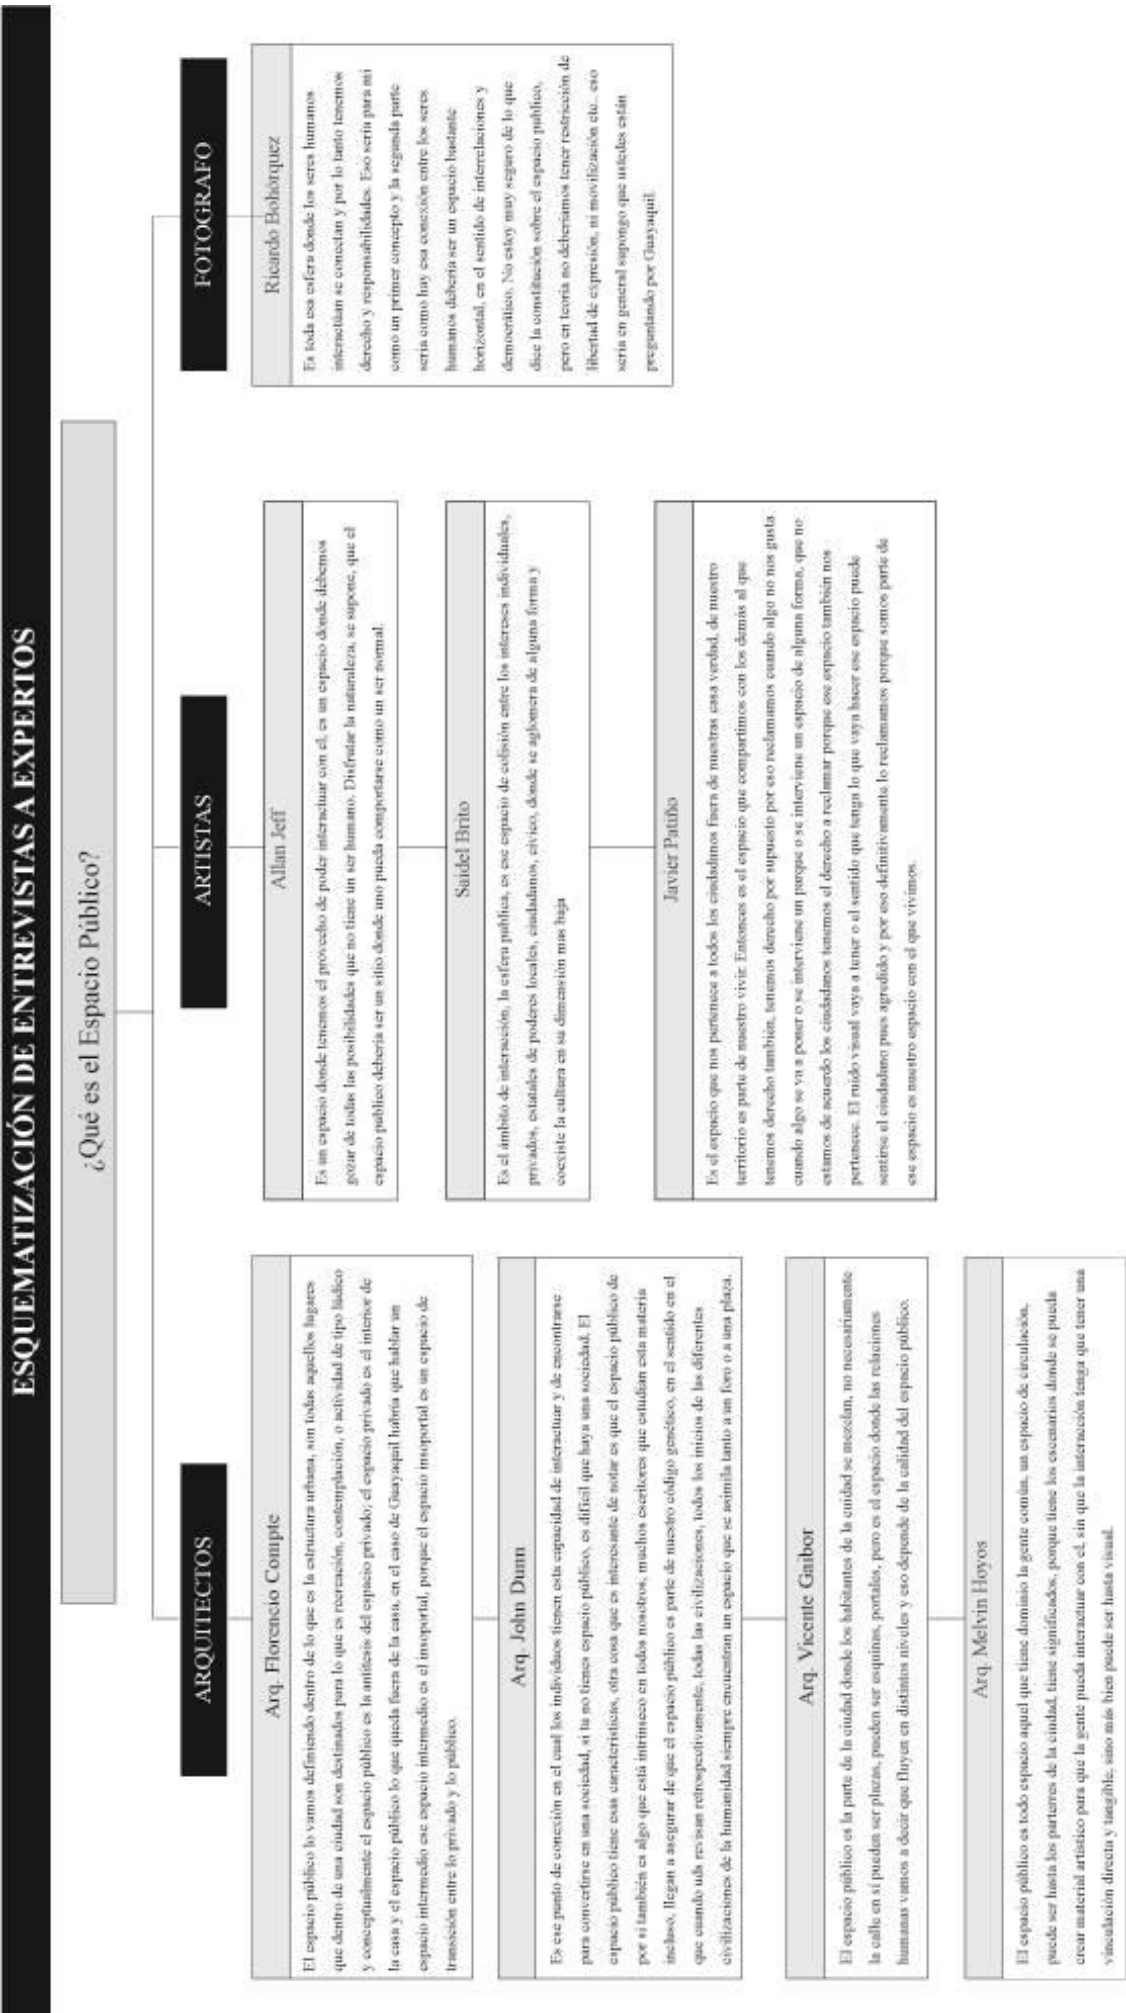 ESQUEMATIZACIÓN DE ENTREVISTAS A EXPERTOS
¿Qué es el Espacio Público?
ARQUITECTOS
Arq. Florencio Compte
El espacio público lo vamos definiendo dentro de lo que es la estructura urbana, son todas aquellos lugares
que dentro de una ciudad son destinados para lo que es recreación, contemplación, o actividad de tipo lúdico
y conceptualmente el espacio público es la antites del espacio privado; el espacio privado es el interior de
la casa y el espacio público lo que queda fuera de la casa, en el caso de Guayaquil habría que hablar un
espacio intermedio ese espacio intermedio es el insoportal, porque el espacio insoportal es un espacio de
transición entre lo privado y lo público.
Arq. John Dunn
Es ese punto de conexión en el cual los individuos tienen esta capacidad de interactuar y de encontrarse
para convertirse en una sociedad, si tu no tienes espacio público, es difícil que haya una sociedad. El
espacio público tiene esas características, otra cosa que es interesante de notar es que el espacio público de
por si también es algo que está intrínseco en todos nosotros, muchos escritores que estudian esta materia
incluso, llegan a asegurar de que el espacio público es parte de nuestro código genético, en el sentido en el
que cuando uds revisan retrospectivamente, todas las civilizaciones, todos los inicios de las diferentes
civilizaciones de la humanidad siempre encuentran un espacio que se asimila tanto a un foro o a una plaza.
Arq. Vicente Gaibor
El espacio público es la parte de la ciudad donde los habitantes de la cuidad se mezclan, no necesariamente
la calle en sí pueden ser plazas, pueden ser esquinas, portales, pero es el espacio donde las relaciones
humanas vamos a decir que fluyen en distintos niveles y eso depende de la calidad del espacio público.
Arq. Melvin Hoyos
El espacio público es todo espacio aquel que tiene dominio la gente común, un espacio de circulación,
puede ser hasta los parterres de la ciudad, tiene significados, porque tiene los escenarios donde se pueda
crear material artístico para que la gente pueda interactuar con el, sin que la interacción tenga que tener una
vinculación directa y tangible, sino más bien puede ser hasta visual.
ARTISTAS
Allan Jeff
Es un espacio donde tenemos el provecho de poder interactuar con el, es un espacio donde debemos
gozar de todas las posibilidades que no tiene un ser humano. Disfrutar la naturaleza, se supone, que el
espacio público debería ser un sitio donde uno pueda comportarse como un ser normal.
Saidel Brito
Es el ámbito de interacción, la esfera publica, es ese espacio de colisión entre los intereses individuales,
privados, estatales de poderes locales, ciudadanos, cívico, donde se aglomera de alguna forma y
coexiste la cultura en su dimensión mas baja
Javier Patiño
Es el espacio que nos pertenece a todos los ciudadanos fuera de nuestras casa verdad, de nuestro
territorio es parte de nuestro vivir. Entonces es el espacio que compartimos con los demás al que
tenemos derecho también, tenemos derecho por supuesto por eso reclamamos cuando algo no nos gusta
cuando algo se va a poner o se interviene un parque o se interviene un espacio de alguna forma, que no
estamos de acuerdo los ciudadanos tenemos el derecho a reclamar porque ese espacio también nos
pertenece. El ruido visual vaya a tener o el sentido que tenga lo que vaya hacer ese espacio puede
sentirse el ciudadano pues agredido y por eso definitivamente lo reclamamos porque somos parte de
ese espacio es nuestro espacio con el que vivimos.
FOTOGRAFO
Ricardo Bohórquez
Es toda esa esfera donde los seres humanos
interactúan se conectan y por lo tanto tenemos
derecho y responsabilidades. Eso sería para mi
como un primer concepto y la segunda parte
seria como hay esa conexión entre los seres
humanos debería ser un espacio bastante
horizontal, en el sentido de interrelaciones y
democrático. No estoy muy seguro de lo que
dice la constitución sobre el espacio publico,
pero en teoría no deberíamos tener restricción de
libertad de expresión, ni movilización etc.. eso
seria en general supongo que ustedes están
preguntando por Guayaquil.